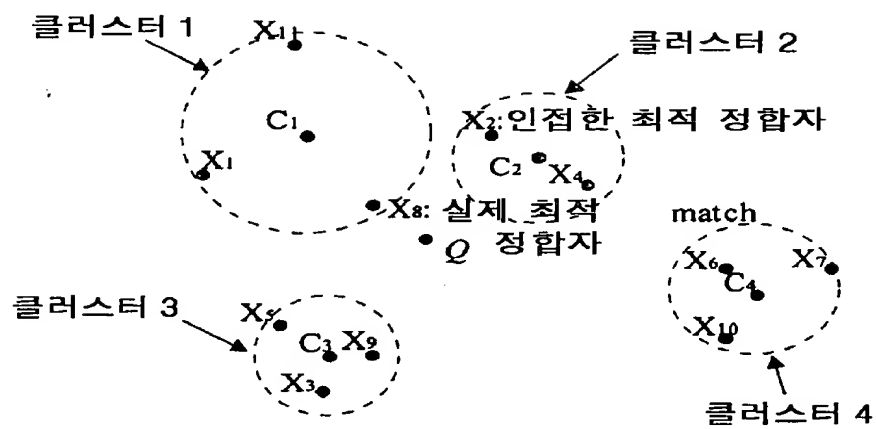 클러스터 1
X11
클러스터 2
C1
X2:인접한 최적 정합자
C2
X4
X1
X8: 실제 최적
Q 정합자
match
X6
X7
C4
X10
클러스터 3
X5
C3
X9
X3
클러스터 4